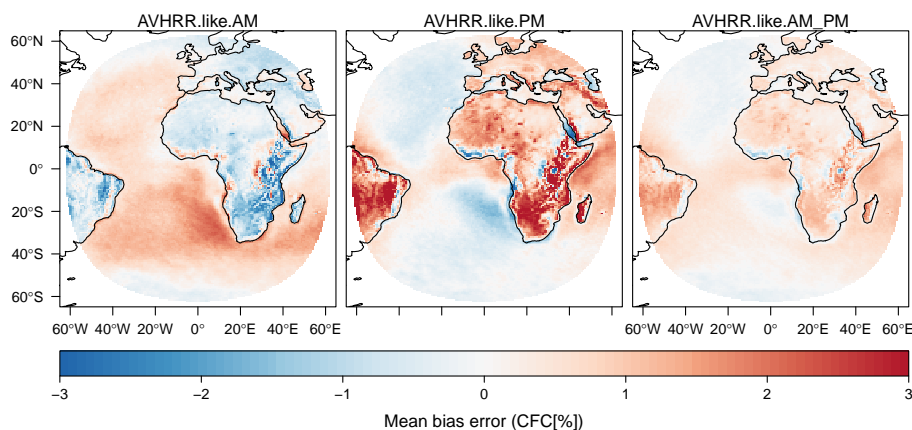 AVHRR.like.AM AVHRR.like.PM AVHRR.like.AM_PM
60°N
40°N
20°N
0°
20°S
40°S
60°S
60°W 40°W 20°W 0° 20°E 40°E 60°E 60°W 40°W 20°W 0° 20°E 40°E 60°E
−3 −2 −1 0 1 2 3
Mean bias error (CFC[%])